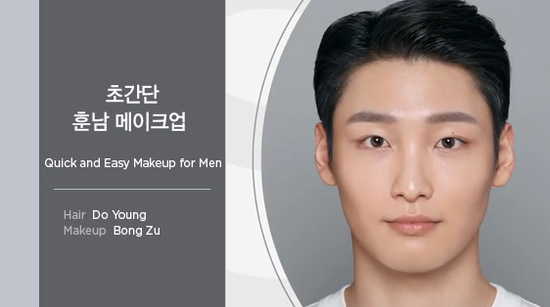 초간단
훈남 메이크업
Quick and Easy Makeup for Men
Hair Do Young
Makeup Bong Zu